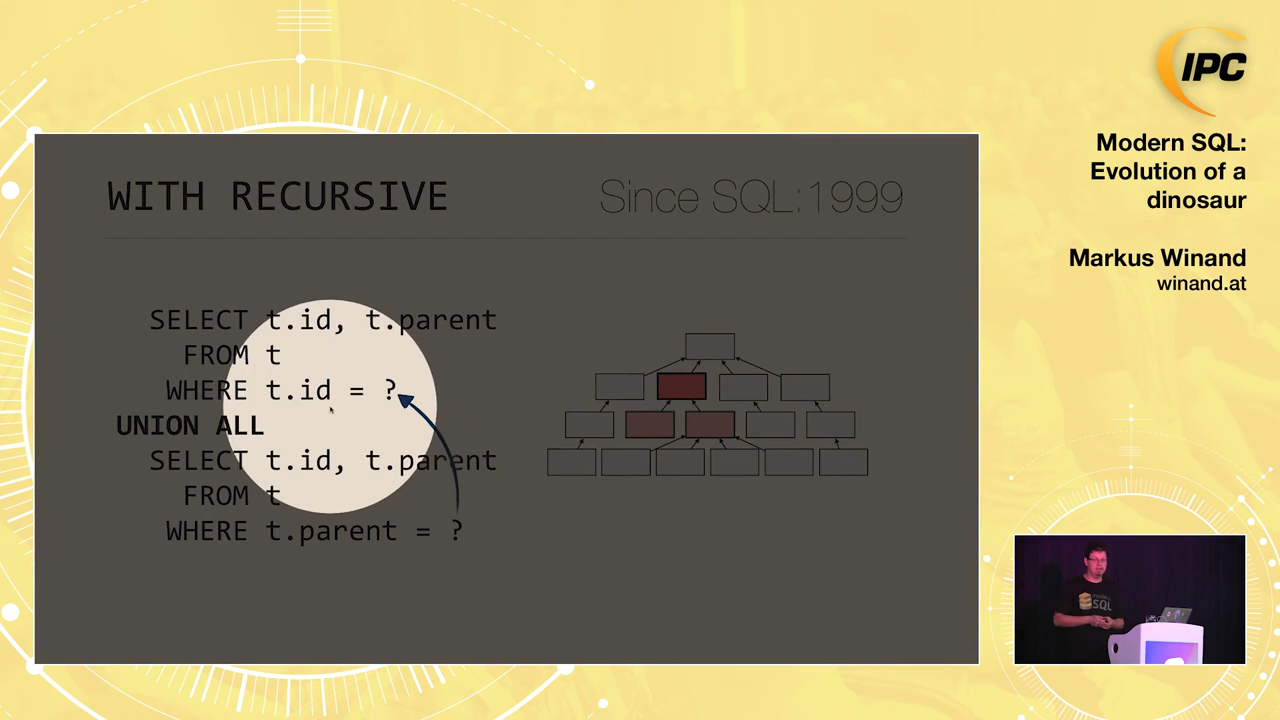 IPC
Modern SQL:
Evolution of a
dinosaur
Markus Winand
winand.at
WITH RECURSIVE
Since SQL:1999
SELECT t.id, t.parent
FROM t
WHERE t.id = ?
UNION ALL
SELECT t.id, t.parent
FROM t
WHERE t.parent = ?
SQL